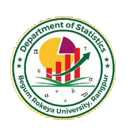 Department of Statistics
Begum Rokeya University, Rangpur